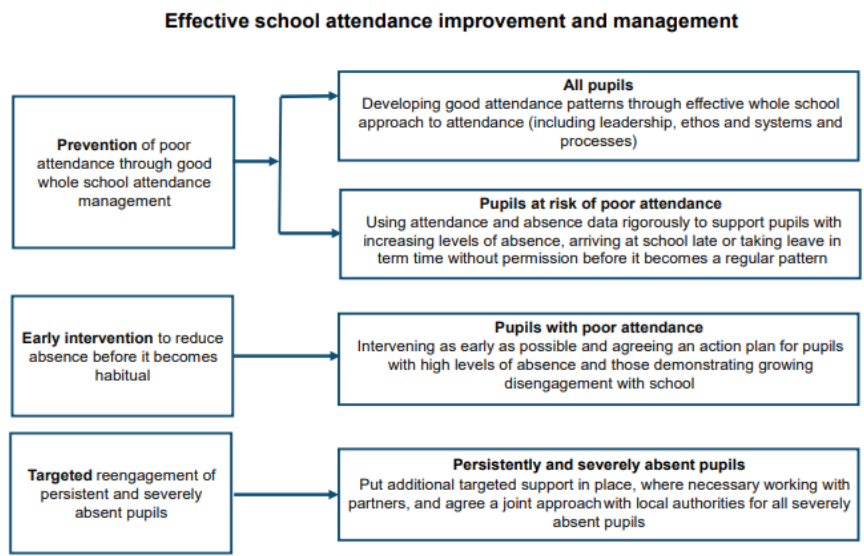 Effective school attendance improvement and management
Prevention of poor
attendance through good
whole school attendance
management
All pupils
Developing good attendance patterns through effective whole school
approach to attendance (including leadership, ethos and systems and
processes)
Pupils at risk of poor attendance
Using attendance and absence data rigorously to support pupils with
increasing levels of absence, arriving at school late or taking leave in
term time without permission before it becomes a regular pattern
Early intervention to reduce
absence before it becomes
habitual
Pupils with poor attendance
Intervening as early as possible and agreeing an action plan for pupils
with high levels of absence and those demonstrating growing
disengagement with school
Targeted reengagement of
persistent and severely
absent pupils
Persistently and severely absent pupils
Put additional targeted support in place, where necessary working with
partners, and agree a joint approach with local authorities for all severely
absent pupils